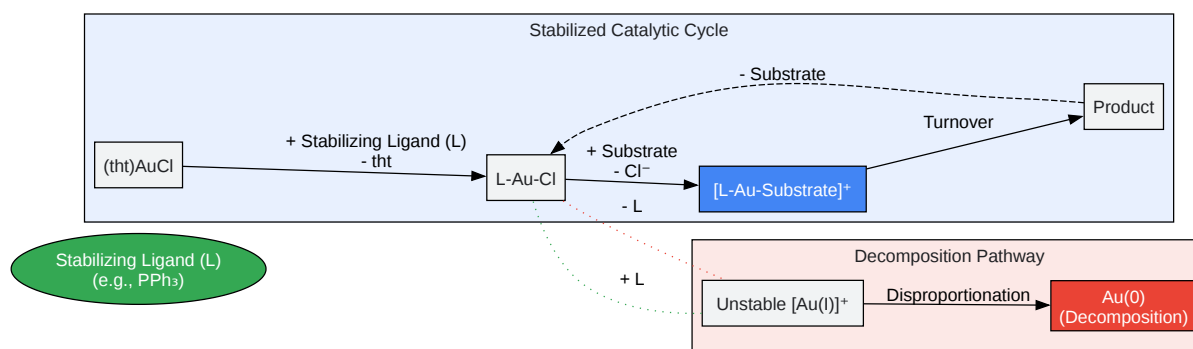 Stabilized Catalytic Cycle
- Substrate
Product
Turnover
+ Stabilizing Ligand (L)
- tht
(tht)AuCl
L-Au-Cl
+ Substrate
- Cl⁻
[L-Au-Substrate]⁺
- L
Stabilizing Ligand (L)
(e.g., PPh₃)
+ L
Decomposition Pathway
Unstable [Au(I)]⁺
Disproportionation
Au(0)
(Decomposition)